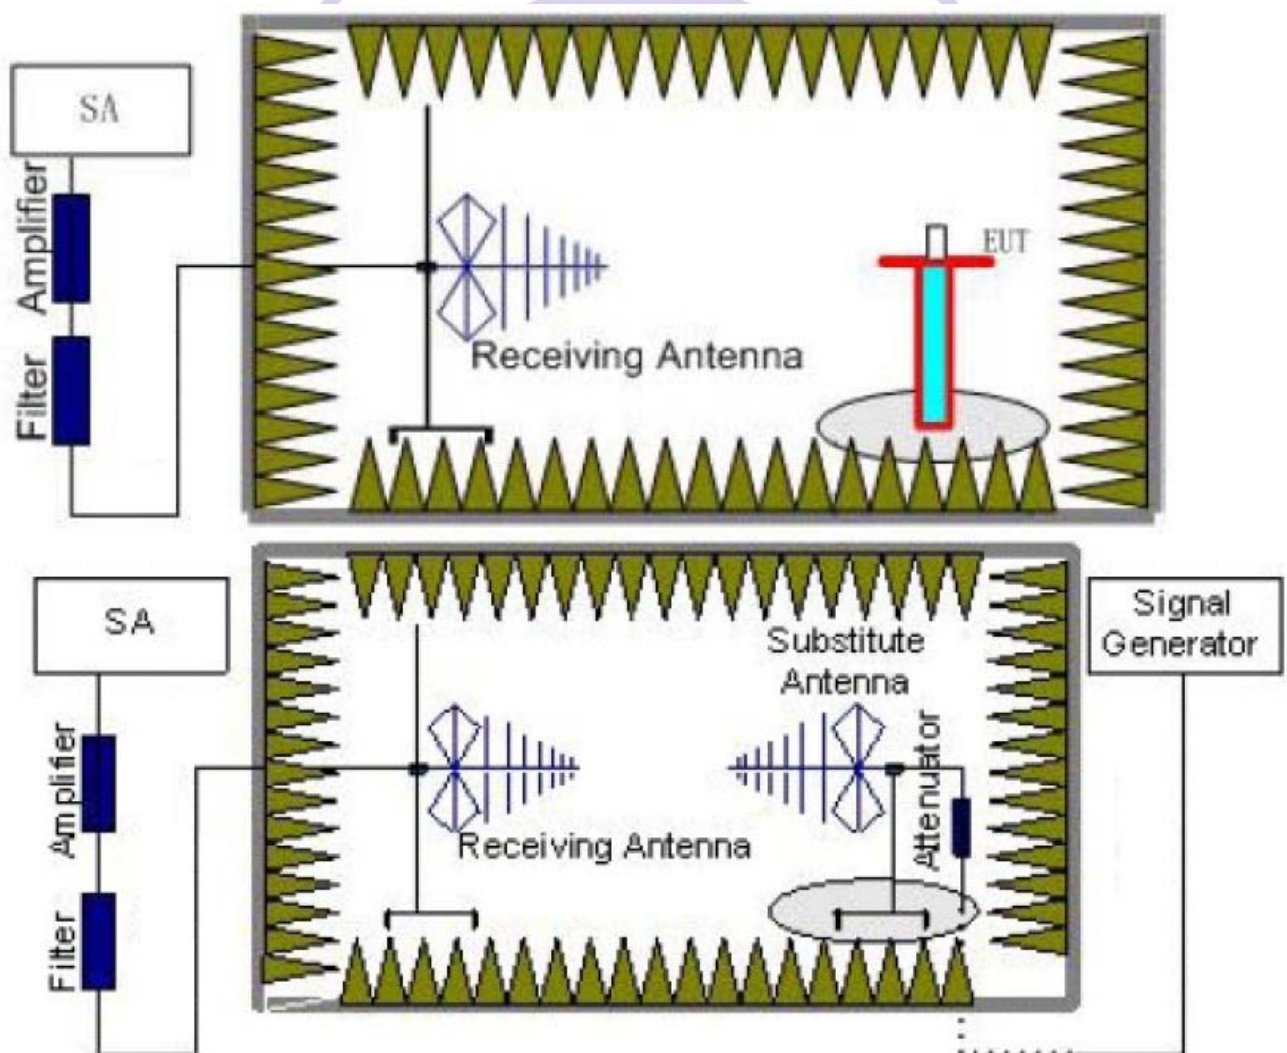 SA
Amplifier
Filter
EUT
Receiving Antenna
SA
Amplifier
Filter
Receiving Antenna
Substitute
Antenna
Attenuator
Signal
Generator